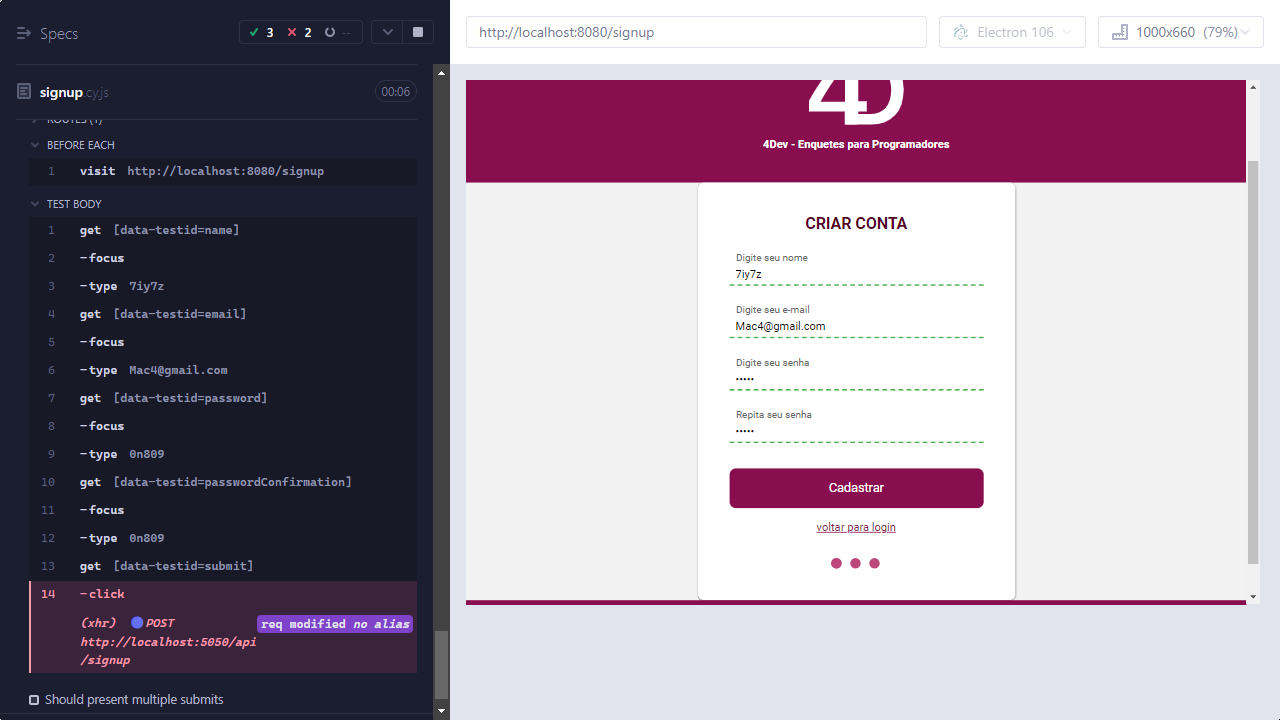 Specs
3 2 --
signup.cy.js
00:06
ROUTES (1)
BEFORE EACH
1 visit http://localhost:8080/signup
TEST BODY
1 get [data-testid=name]
2 -focus
3 -type 7iy7z
4 get [data-testid=email]
5 -focus
6 -type Mac4@gmail.com
7 get [data-testid=password]
8 -focus
9 -type 0n809
10 get [data-testid=passwordConfirmation]
11 -focus
12 -type 0n809
13 get [data-testid=submit]
14 -click
(xhr) POST
http://localhost:5050/api
/signup
req modified no alias
Should present multiple submits
http://localhost:8080/signup
Electron 106
1000x660 (79%)
4D
4Dev - Enquetes para Programadores
CRIAR CONTA
Digite seu nome
7iy7z
Digite seu e-mail
Mac4@gmail.com
Digite seu senha
•••••
Repita seu senha
•••••
Cadastrar
voltar para login